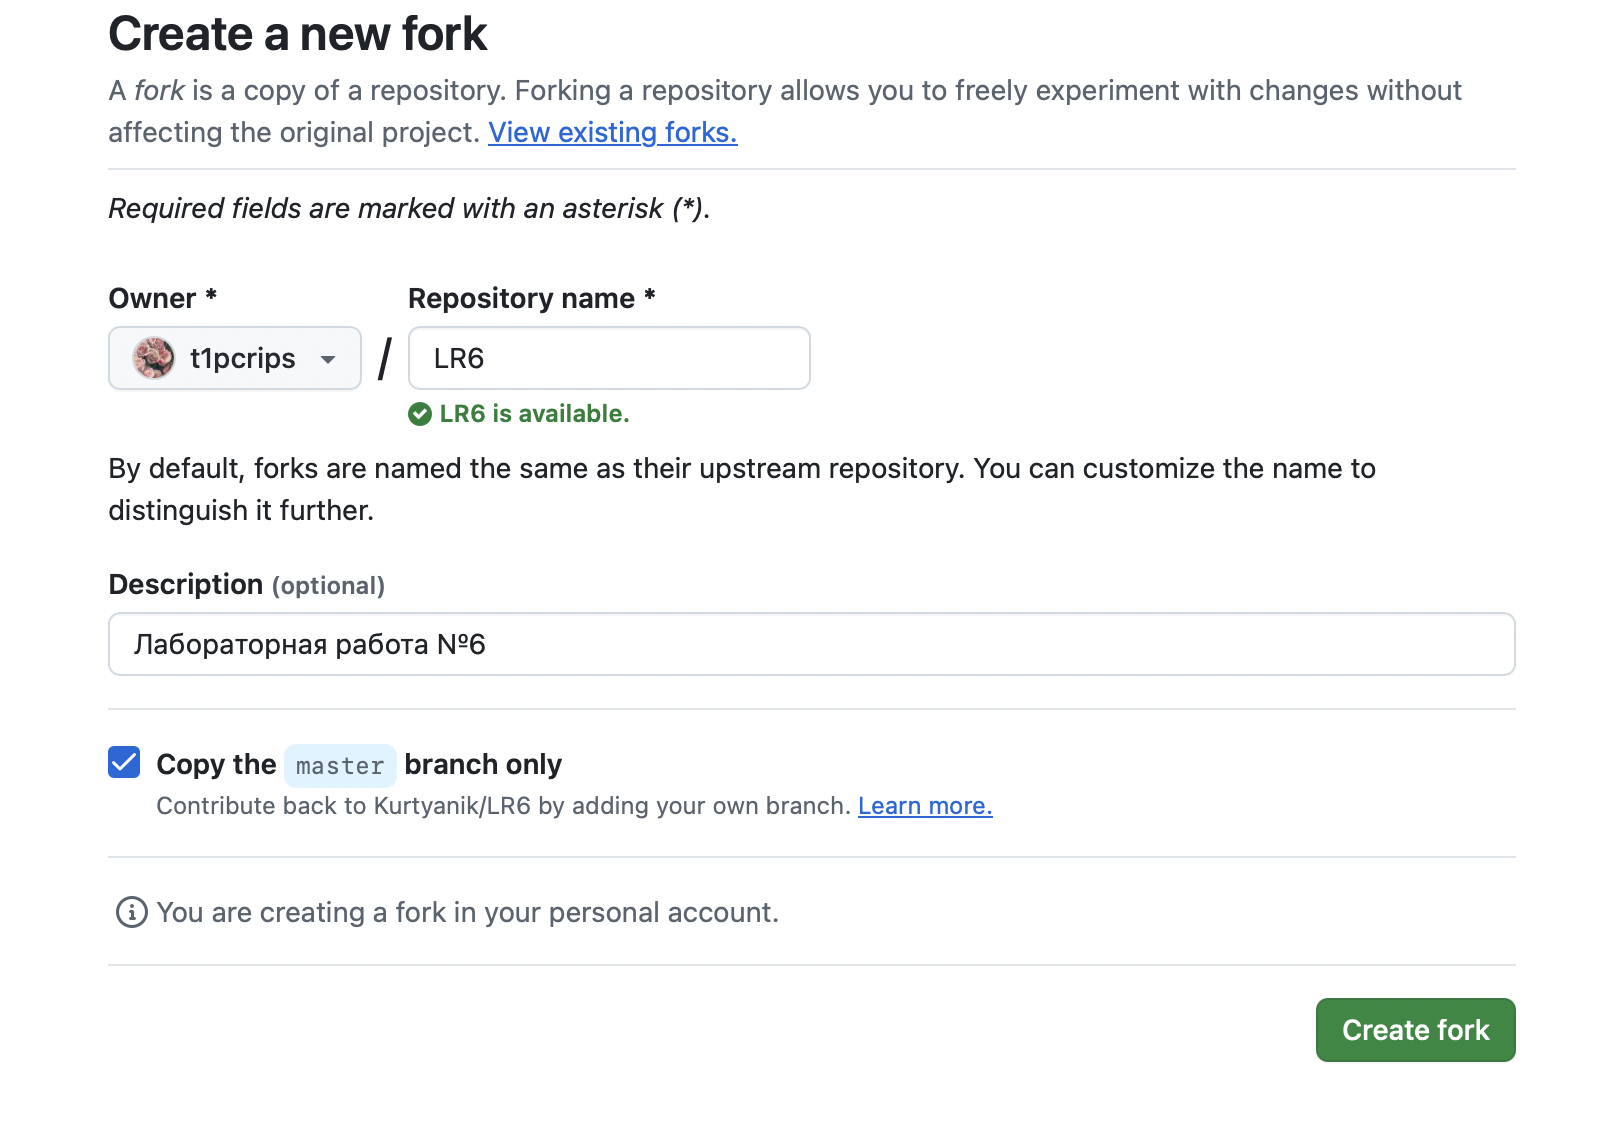 Create a new fork
A fork is a copy of a repository. Forking a repository allows you to freely experiment with changes without
affecting the original project. View existing forks.
Required fields are marked with an asterisk (*).
Owner * Repository name *
t1pcrips / LR6
LR6 is available.
By default, forks are named the same as their upstream repository. You can customize the name to
distinguish it further.
Description (optional)
Лабораторная работа №6
Copy the master branch only
Contribute back to Kurtyanik/LR6 by adding your own branch. Learn more.
You are creating a fork in your personal account.
Create fork